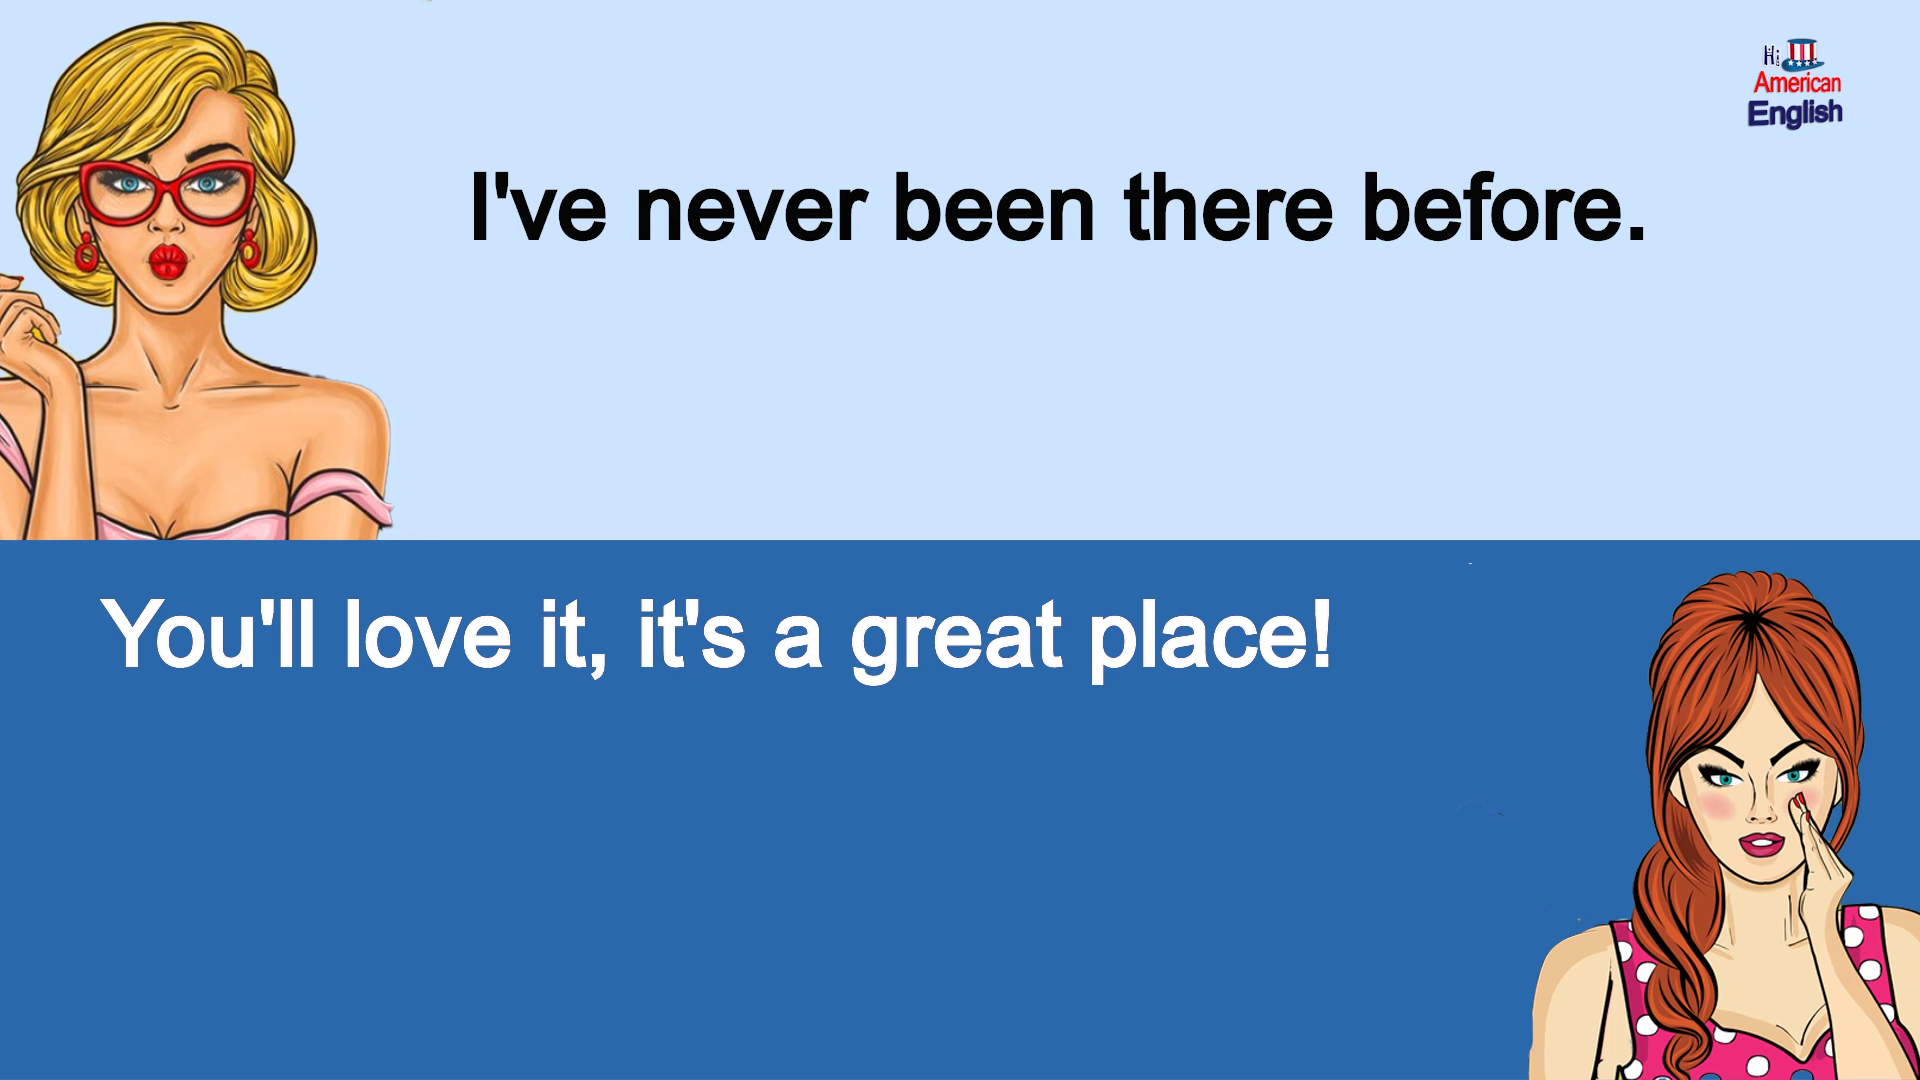 Hi
American
English
I've never been there before.
You'll love it, it's a great place!